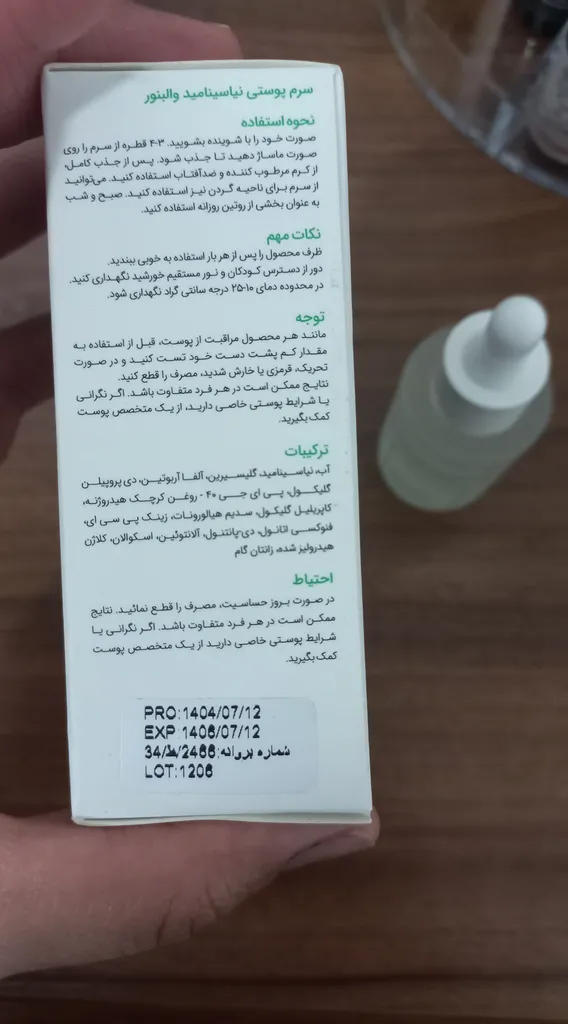 سرم پوستی نیاسینامید والبنور
نحوه استفاده
صورت خود را با شوینده بشویید. ۳-۴ قطره از سرم را روی
صورت ماساژ دهید تا جذب شود. پس از جذب کامل،
از کرم مرطوب کننده و ضدآفتاب استفاده کنید. می‌توانید
از سرم برای ناحیه گردن نیز استفاده کنید. صبح و شب
به عنوان بخشی از روتین روزانه استفاده کنید.
نکات مهم
ظرف محصول را پس از هر بار استفاده به خوبی ببندید.
دور از دسترس کودکان و نور مستقیم خورشید نگهداری کنید.
در محدوده دمای ۱۰-۲۵ درجه سانتی گراد نگهداری شود.
توجه
مانند هر محصول مراقبت از پوست، قبل از استفاده به
مقدار کم پشت دست خود تست کنید و در صورت
تحریک، قرمزی یا خارش شدید، مصرف را قطع کنید.
نتایج ممکن است در هر فرد متفاوت باشد. اگر نگرانی
یا شرایط پوستی خاصی دارید، از یک متخصص پوست
کمک بگیرید.
ترکیبات
آب، نیاسینامید، گلیسیرین، آلفا آربوتین، دی پروپیلن
گلیکول، پی ای جی ۴۰ - روغن کرچک هیدروژنه،
کاپریلیل گلیکول، سدیم هیالورونات، زینک پی سی ای،
فنوکسی اتانول، دی-پانتنول، آلانتوئین، اسکوالان، کلاژن
هیدرولیز شده، زانتان گام
احتیاط
در صورت بروز حساسیت، مصرف را قطع نمائید. نتایج
ممکن است در هر فرد متفاوت باشد. اگر نگرانی یا
شرایط پوستی خاصی دارید از یک متخصص پوست
کمک بگیرید.
PRO:1404/07/12
EXP:1406/07/12
شماره پروانه:2466/ظ/34
LOT:1206